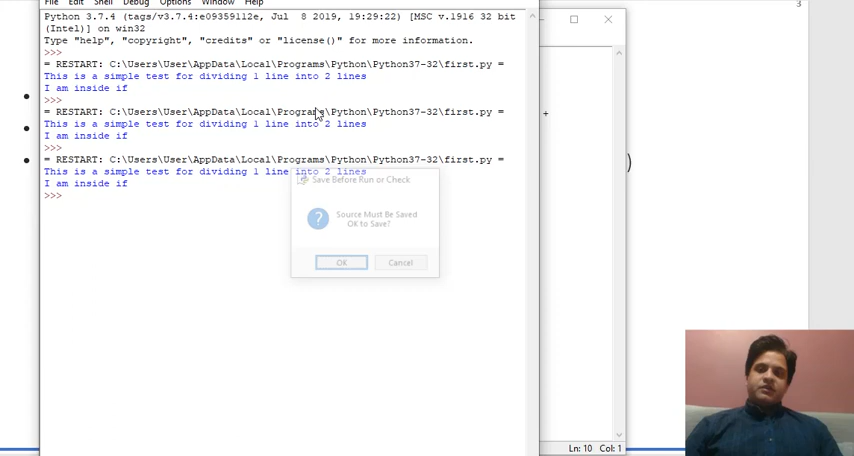 File Edit Shell Debug Options Window Help
3
Python 3.7.4 (tags/v3.7.4:e09359112e, Jul 8 2019, 19:29:22) [MSC v.1916 32 bit
(Intel)] on win32
Type "help", "copyright", "credits" or "license()" for more information.
>>>
= RESTART: C:\Users\User\AppData\Local\Programs\Python\Python37-32\first.py =
This is a simple test for dividing 1 line into 2 lines
I am inside if
>>>
= RESTART: C:\Users\User\AppData\Local\Programs\Python\Python37-32\first.py =
This is a simple test for dividing 1 line into 2 lines
I am inside if
>>>
= RESTART: C:\Users\User\AppData\Local\Programs\Python\Python37-32\first.py =
This is a simple test for dividing 1 line into 2 lines
I am inside if
>>>
+
)
Save Before Run or Check
Source Must Be Saved
OK to Save?
OK Cancel
Ln: 10 Col: 1